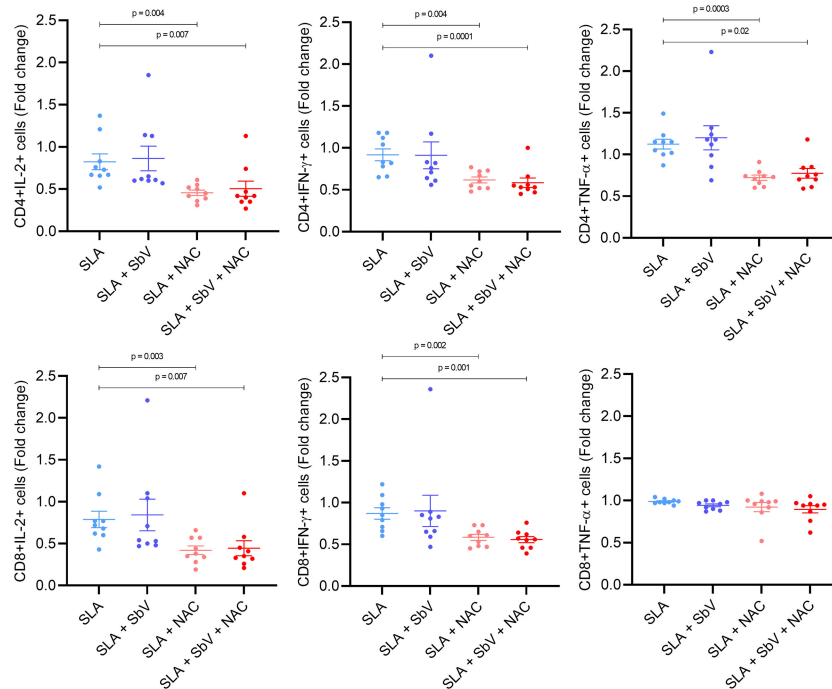 p = 0.004
p = 0.007
CD4+IL-2+ cells (Fold change)
2.5
2.0
1.5
1.0
0.5
0.0
SLA
SLA + SbV
SLA + NAC
SLA + SbV + NAC
p = 0.004
p = 0.0001
CD4+IFN-γ+ cells (Fold change)
2.5
2.0
1.5
1.0
0.5
0.0
SLA
SLA + SbV
SLA + NAC
SLA + SbV + NAC
p = 0.0003
p = 0.02
CD4+TNF-α+ cells (Fold change)
2.5
2.0
1.5
1.0
0.5
0.0
SLA
SLA + SbV
SLA + NAC
SLA + SbV + NAC
p = 0.003
p = 0.007
CD8+IL-2+ cells (Fold change)
2.5
2.0
1.5
1.0
0.5
0.0
SLA
SLA + SbV
SLA + NAC
SLA + SbV + NAC
p = 0.002
p = 0.001
CD8+IFN-γ+ cells (Fold change)
2.5
2.0
1.5
1.0
0.5
0.0
SLA
SLA + SbV
SLA + NAC
SLA + SbV + NAC
CD8+TNF-α+ cells (Fold change)
2.5
2.0
1.5
1.0
0.5
0.0
SLA
SLA + SbV
SLA + NAC
SLA + SbV + NAC